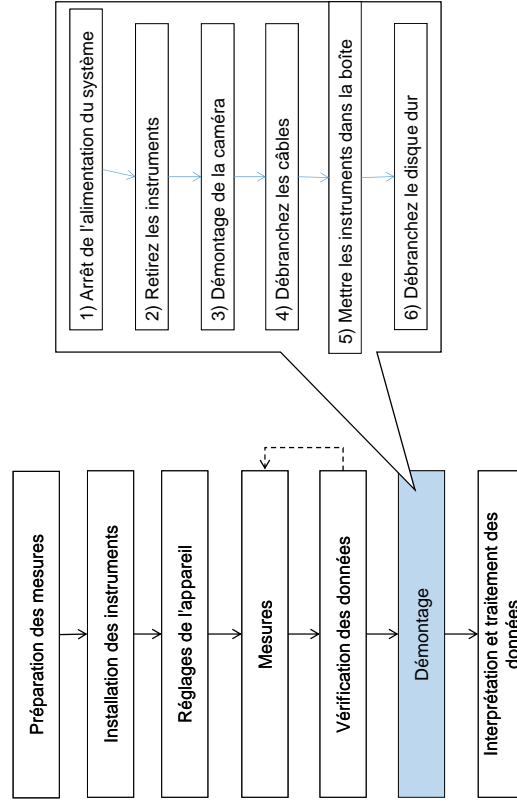 Préparation des mesures
Installation des instruments
Réglages de l'appareil
Mesures
Vérification des données
Démontage
Interprétation et traitement des
données
1) Arrêt de l'alimentation du système
2) Retirez les instruments
3) Démontage de la caméra
4) Débranchez les câbles
5) Mettre les instruments dans la boîte
6) Débranchez le disque dur